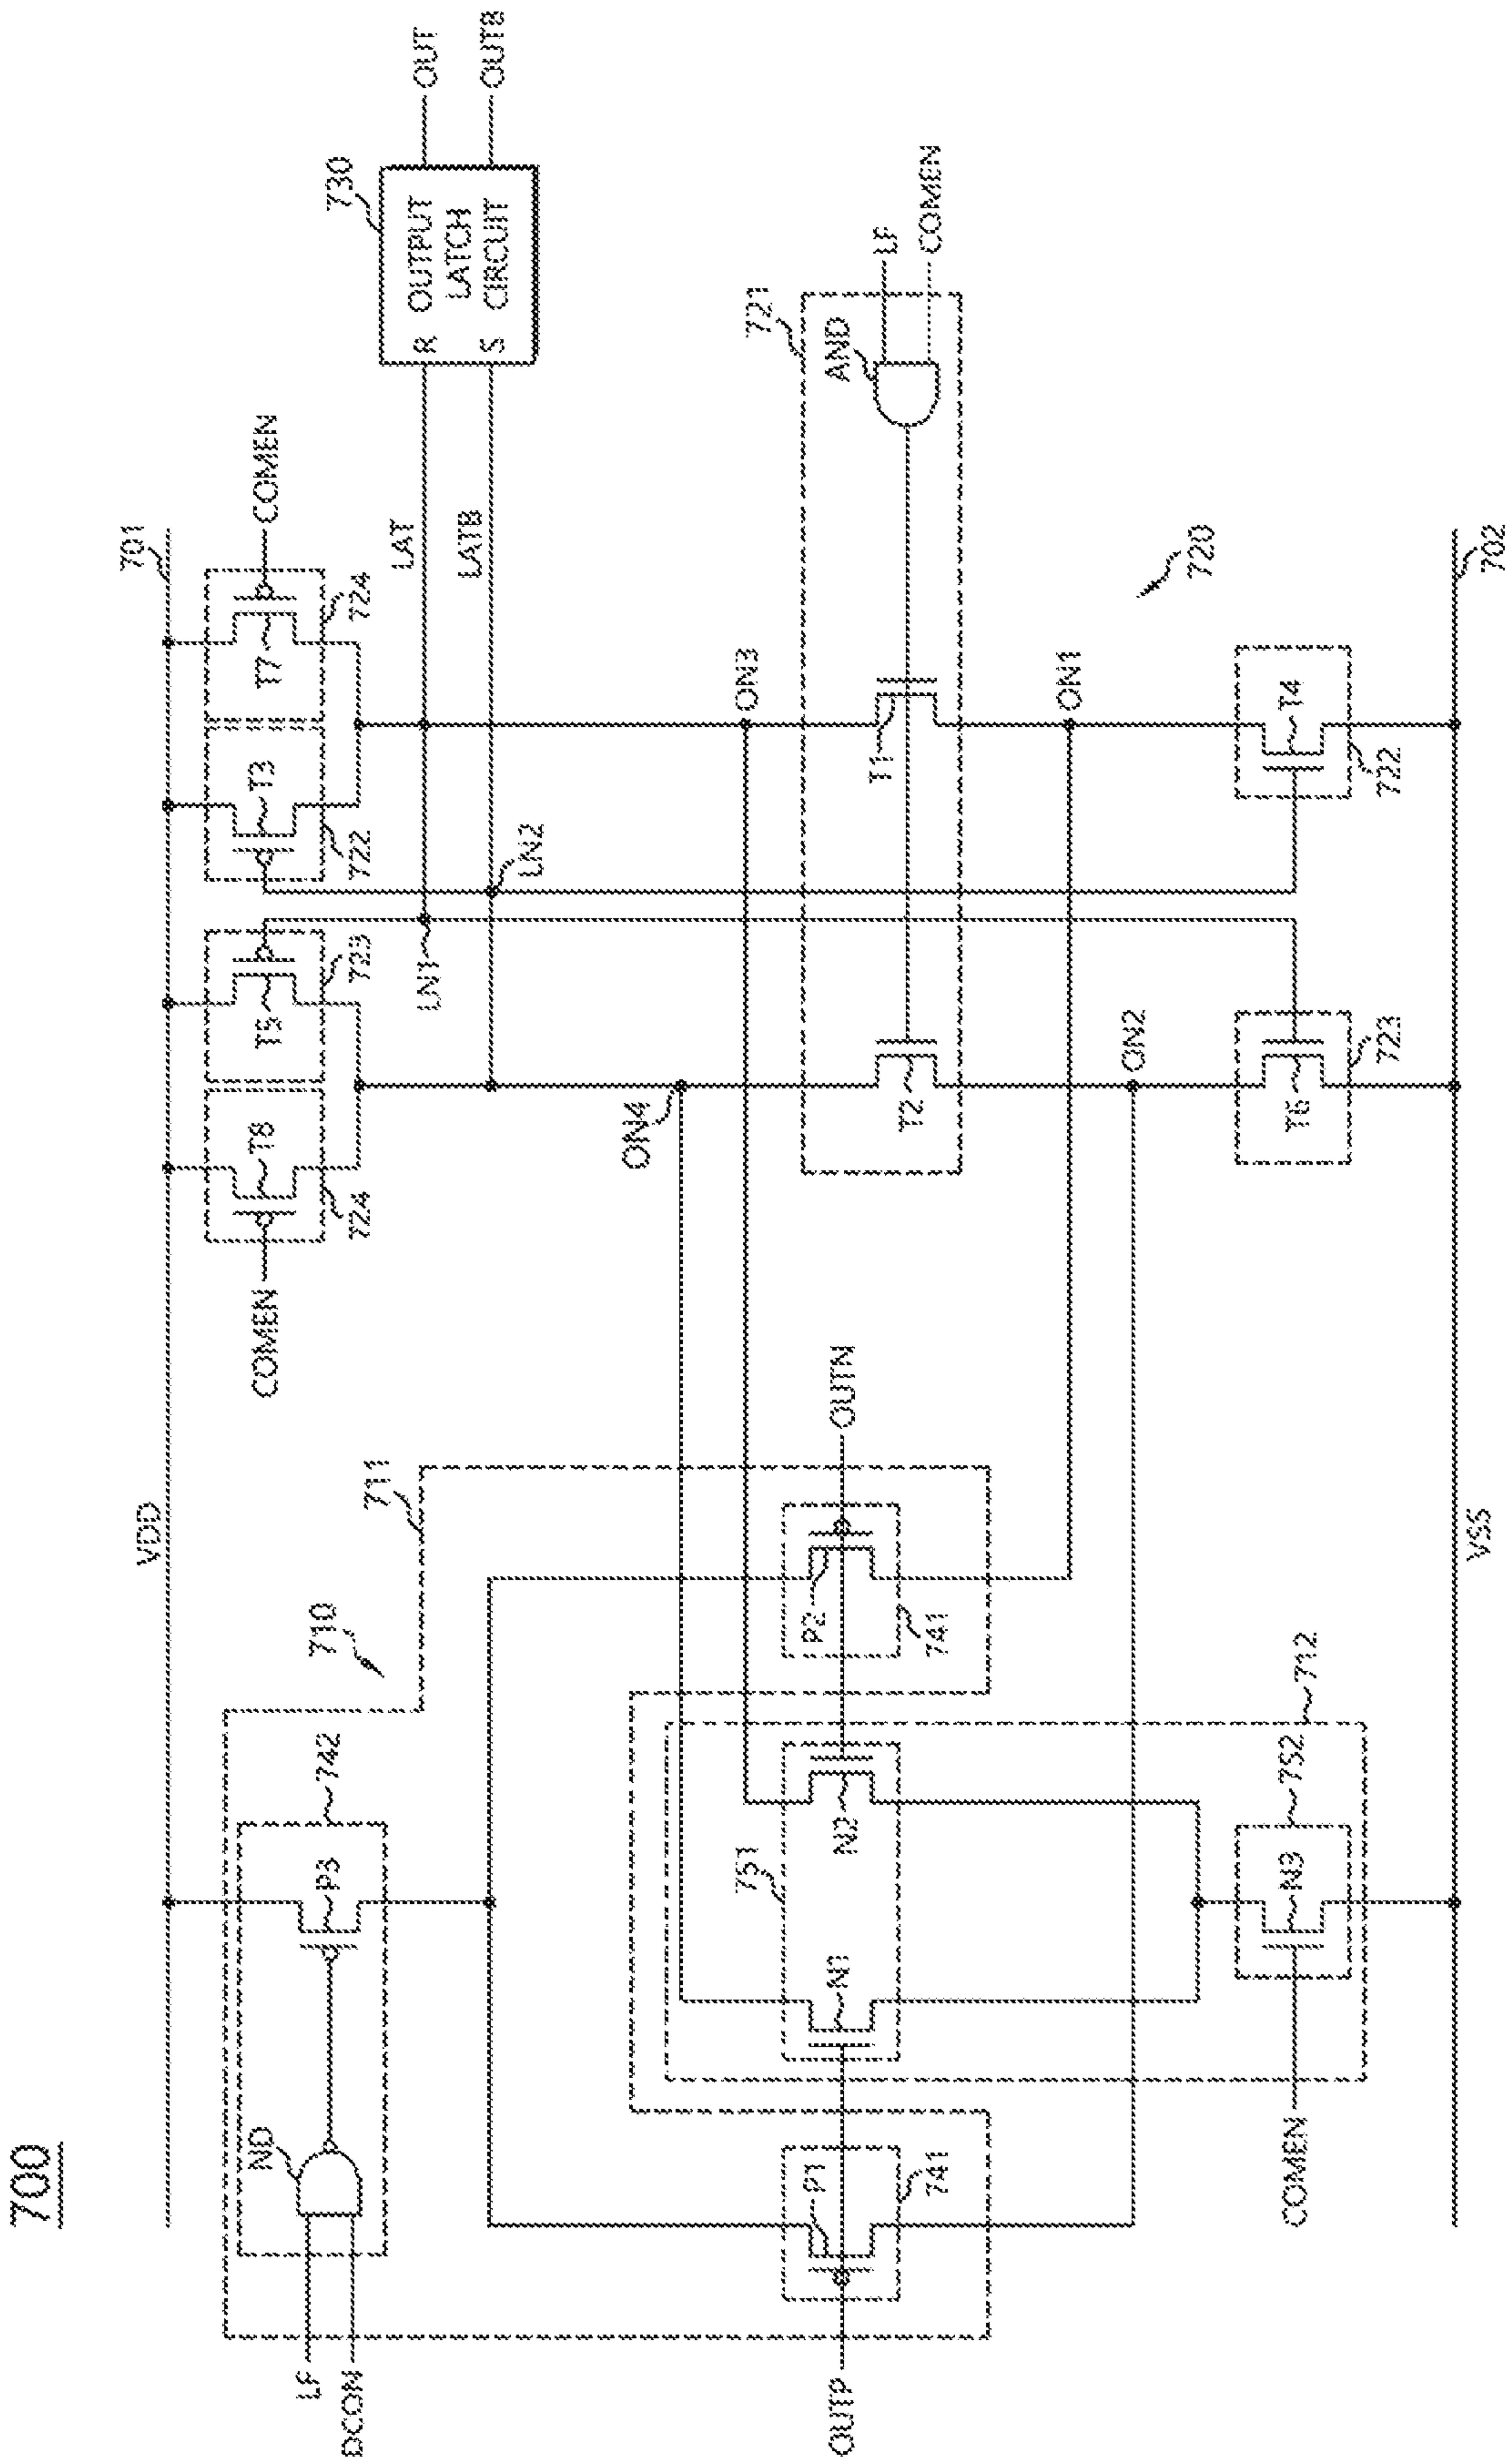 700
VDD
701
710
711
742
ND
P3
LF
DCON
COMEN
T8
724
T5
723
T3
722
T7
724
COMEN
LN1
LN2
LAT
LATB
730
R OUTPUT
LATCH
S CIRCUIT
OUT
OUTB
ON4
ON3
OUTP
P1
741
751
N1
N2
P2
741
OUTN
721
T2
T1
AND
LF
COMEN
ON2
ON1
720
712
752
N3
COMEN
T6
723
T4
722
VSS
702